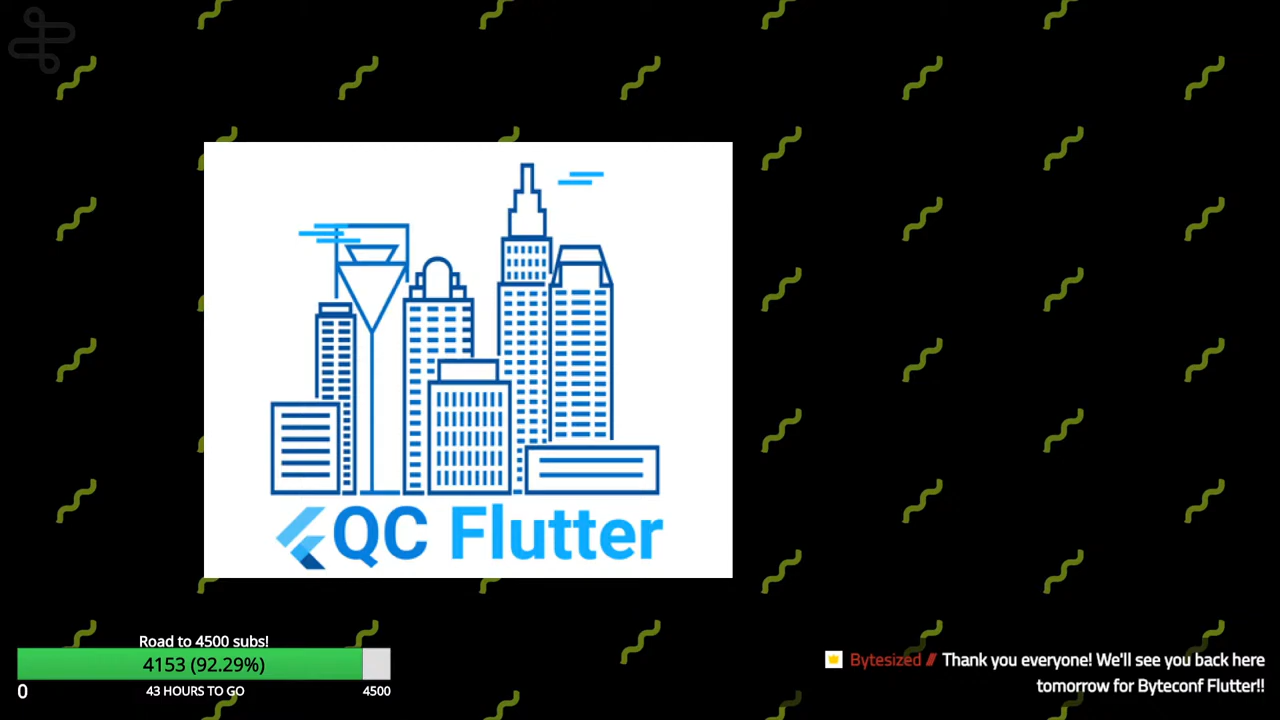 QC Flutter
Road to 4500 subs!
4153 (92.29%)
0 43 HOURS TO GO 4500
Bytesized // Thank you everyone! We'll see you back here
tomorrow for Byteconf Flutter!!